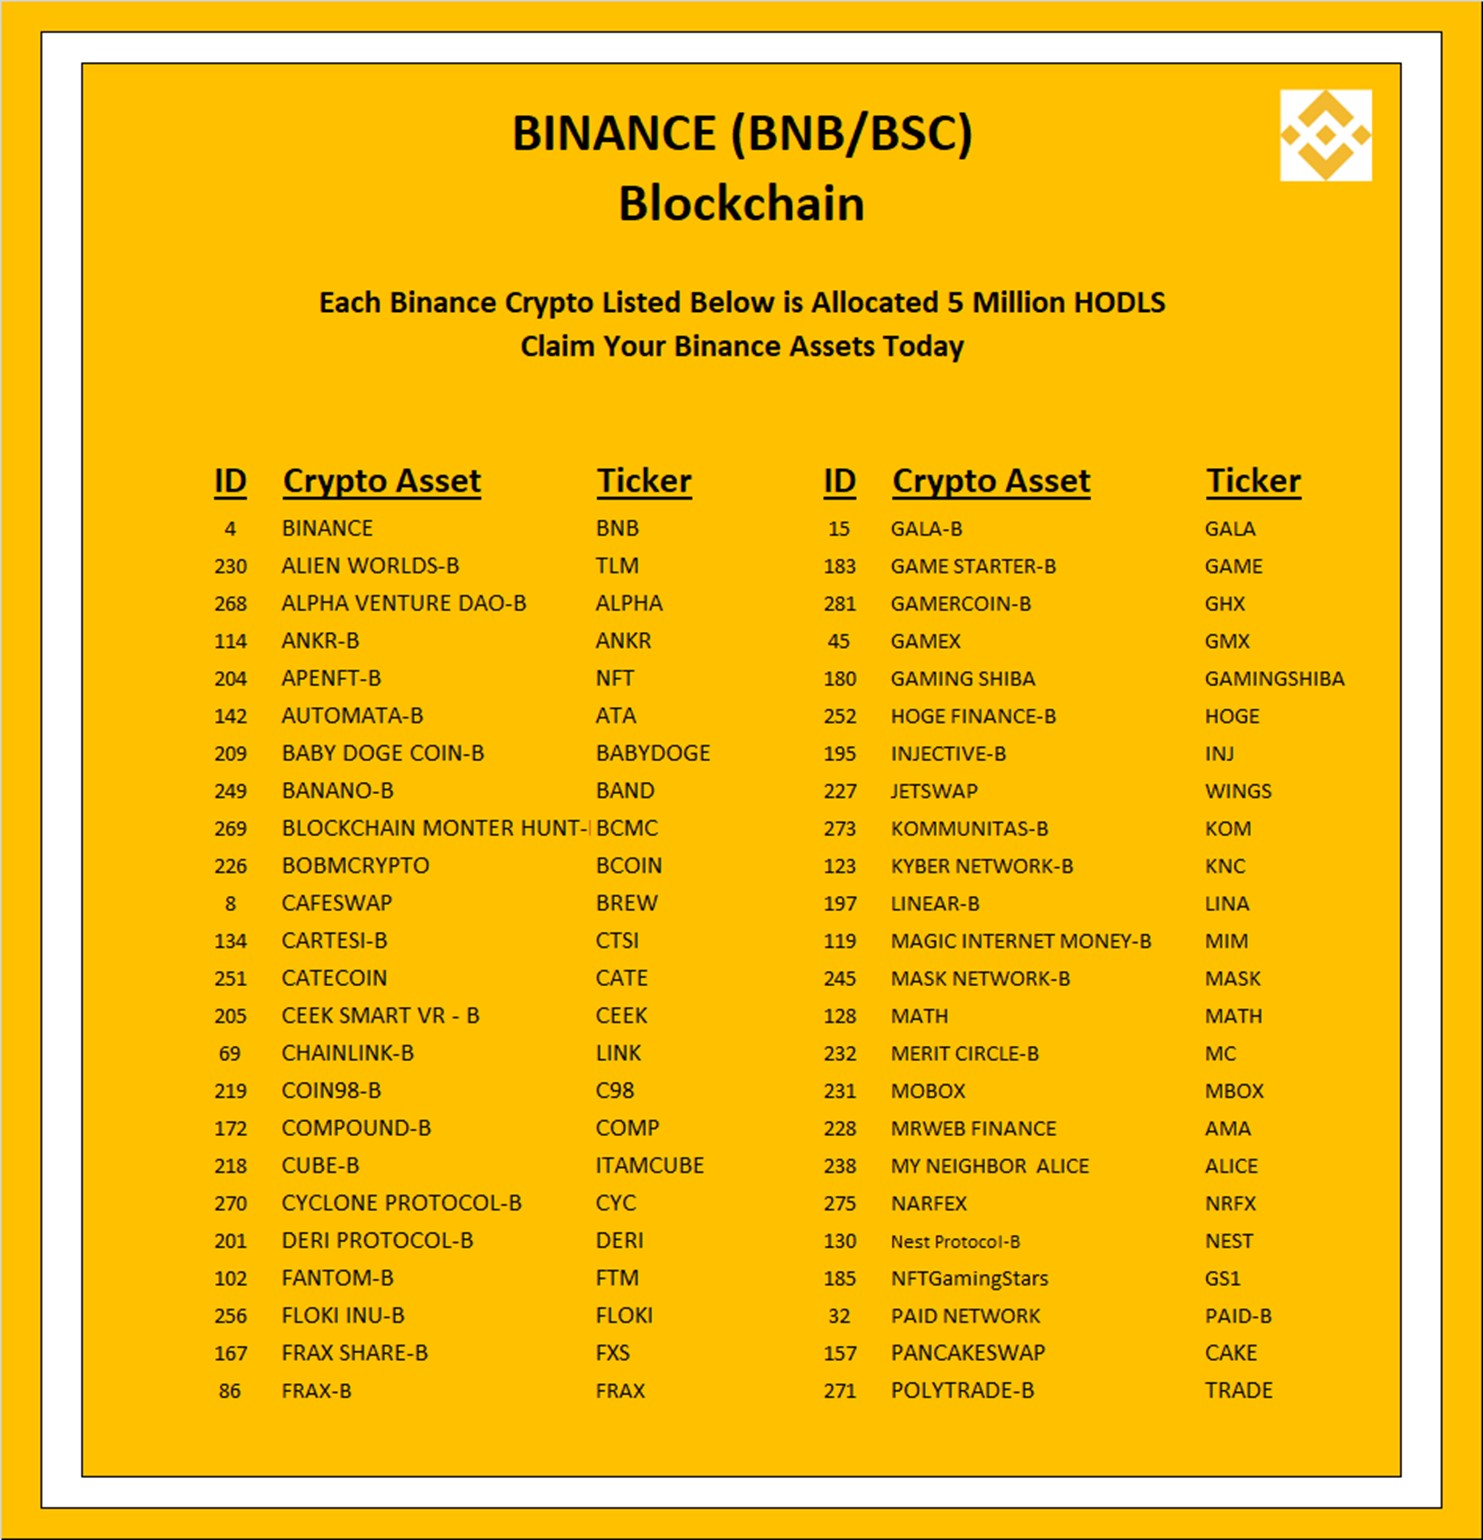 BINANCE (BNB/BSC)
Blockchain
Each Binance Crypto Listed Below is Allocated 5 Million HODLS
Claim Your Binance Assets Today
ID Crypto Asset Ticker ID Crypto Asset Ticker
4 BINANCE BNB 15 GALA-B GALA
230 ALIEN WORLDS-B TLM 183 GAME STARTER-B GAME
268 ALPHA VENTURE DAO-B ALPHA 281 GAMERCOIN-B GHX
114 ANKR-B ANKR 45 GAMEX GMX
204 APENFT-B NFT 180 GAMING SHIBA GAMINGSHIBA
142 AUTOMATA-B ATA 252 HOGE FINANCE-B HOGE
209 BABY DOGE COIN-B BABYDOGE 195 INJECTIVE-B INJ
249 BANANO-B BAND 227 JETSWAP WINGS
269 BLOCKCHAIN MONTER HUNT- BCMC 273 KOMMUNITAS-B KOM
226 BOBMCRYPTO BCOIN 123 KYBER NETWORK-B KNC
8 CAFESWAP BREW 197 LINEAR-B LINA
134 CARTESI-B CTSI 119 MAGIC INTERNET MONEY-B MIM
251 CATECOIN CATE 245 MASK NETWORK-B MASK
205 CEEK SMART VR - B CEEK 128 MATH MATH
69 CHAINLINK-B LINK 232 MERIT CIRCLE-B MC
219 COIN98-B C98 231 MOBOX MBOX
172 COMPOUND-B COMP 228 MRWEB FINANCE AMA
218 CUBE-B ITAMCUBE 238 MY NEIGHBOR ALICE ALICE
270 CYCLONE PROTOCOL-B CYC 275 NARFEX NRFX
201 DERI PROTOCOL-B DERI 130 Nest Protocol-B NEST
102 FANTOM-B FTM 185 NFTGamingStars GS1
256 FLOKI INU-B FLOKI 32 PAID NETWORK PAID-B
167 FRAX SHARE-B FXS 157 PANCAKESWAP CAKE
86 FRAX-B FRAX 271 POLYTRADE-B TRADE